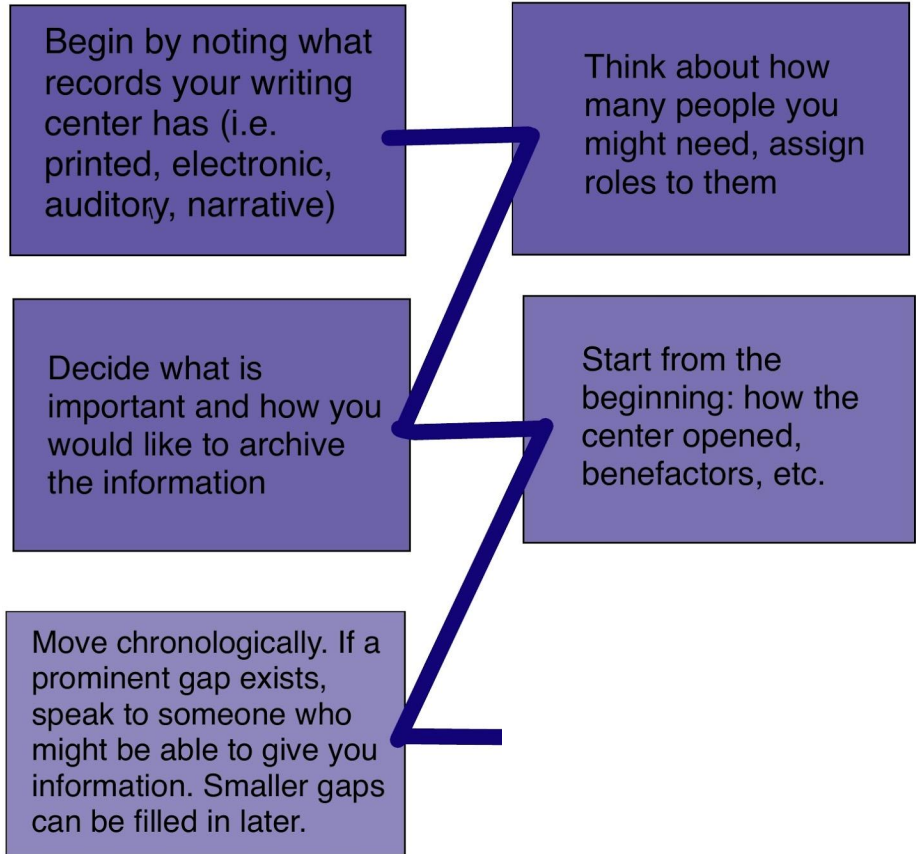 Begin by noting what
records your writing
center has (i.e.
printed, electronic,
auditory, narrative)
Think about how
many people you
might need, assign
roles to them
Decide what is
important and how you
would like to archive
the information
Start from the
beginning: how the
center opened,
benefactors, etc.
Move chronologically. If a
prominent gap exists,
speak to someone who
might be able to give you
information. Smaller gaps
can be filled in later.